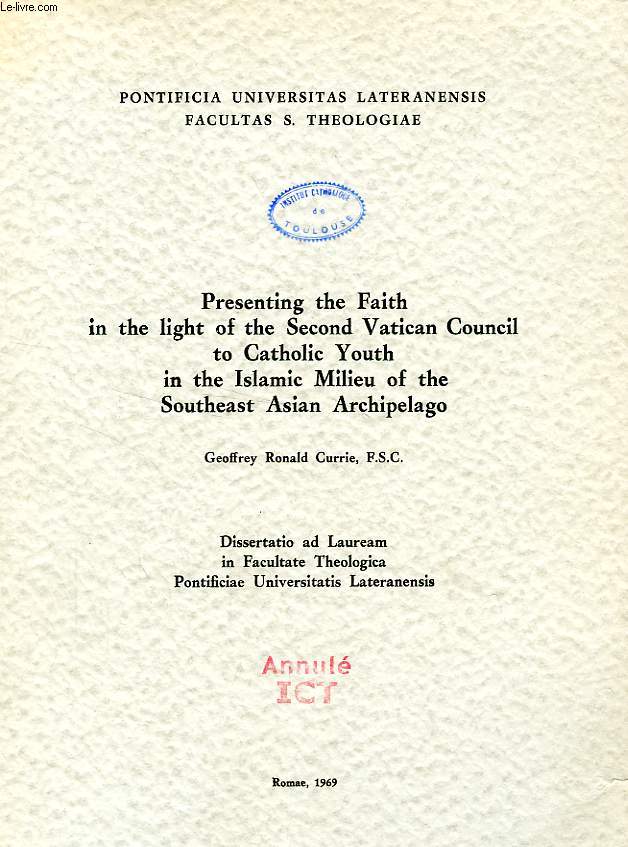 Le-livre.com
PONTIFICIA UNIVERSITAS LATERANENSIS
FACULTAS S. THEOLOGIAE
INSTITUT CATHOLIQUE
de
TOULOUSE
Presenting the Faith
in the light of the Second Vatican Council
to Catholic Youth
in the Islamic Milieu of the
Southeast Asian Archipelago
Geoffrey Ronald Currie, F.S.C.
Dissertatio ad Lauream
in Facultate Theologica
Pontificiae Universitatis Lateranensis
Annulé
ICT
Romae, 1969